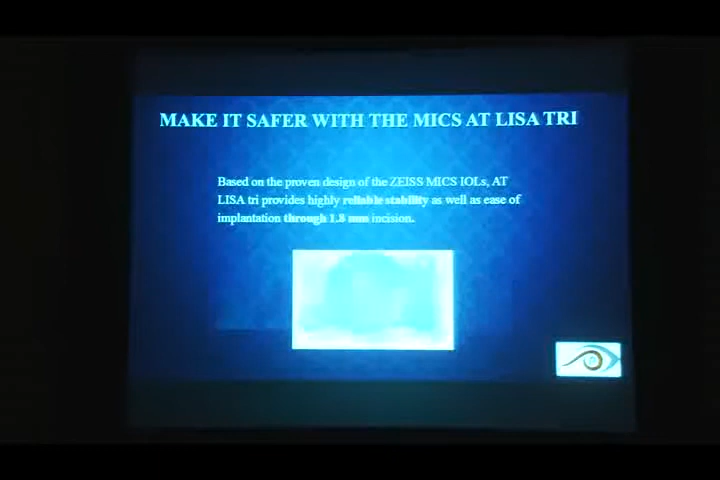 MAKE IT SAFER WITH THE MICS AT LISA TRI
Based on the proven design of the ZEISS MICS IOLs, AT
LISA tri provides highly reliable stability as well as ease of
implantation through 1.8 mm incision.